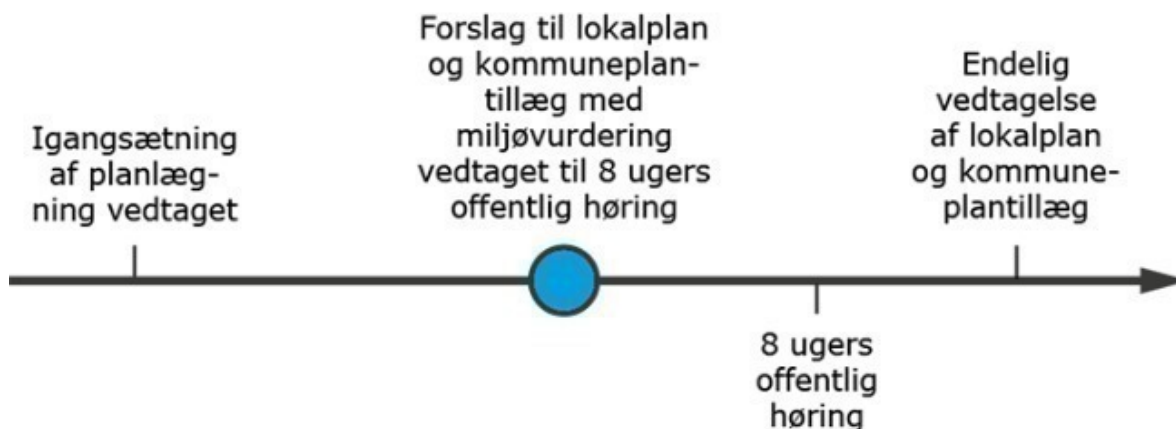 Igangsætning
af planlæg-
ning vedtaget
Forslag til lokalplan
og kommuneplan-
tillæg med
miljøvurdering
vedtaget til 8 ugers
offentlig høring
8 ugers
offentlig
høring
Endelig
vedtagelse
af lokalplan
og kommune-
plantillæg